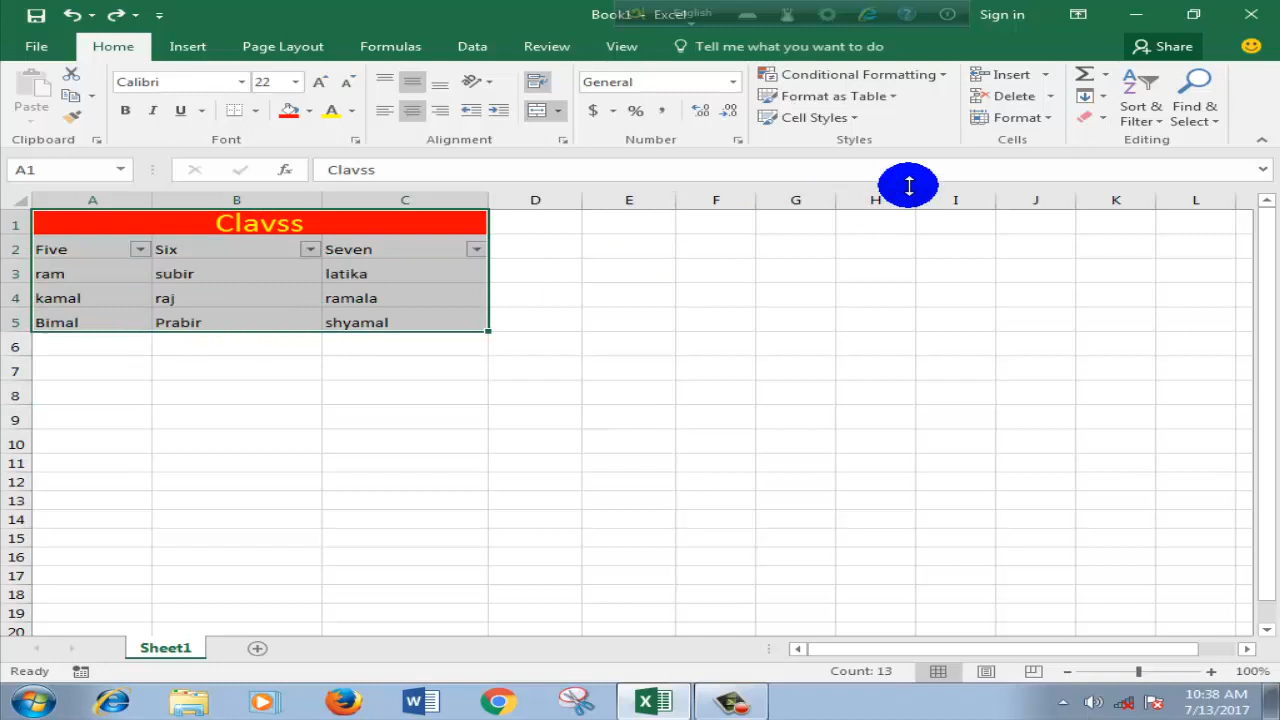 Book1 - Excel
English
Sign in
File Home Insert Page Layout Formulas Data Review View Tell me what you want to do Share
Paste
Calibri 22
General
Conditional Formatting
Format as Table
Cell Styles
Insert
Delete
Format
Sort & Filter
Find & Select
B I U
$ % ,
Clipboard Font Alignment Number Styles Cells Editing
A1 fx Clavss
A B C D E F G H I J K L
1 Clavss
2 Five Six Seven
3 ram subir latika
4 kamal raj ramala
5 Bimal Prabir shyamal
6
7
8
9
10
11
12
13
14
15
16
17
18
19
20
Sheet1
Ready Count: 13 100%
10:38 AM
7/13/2017